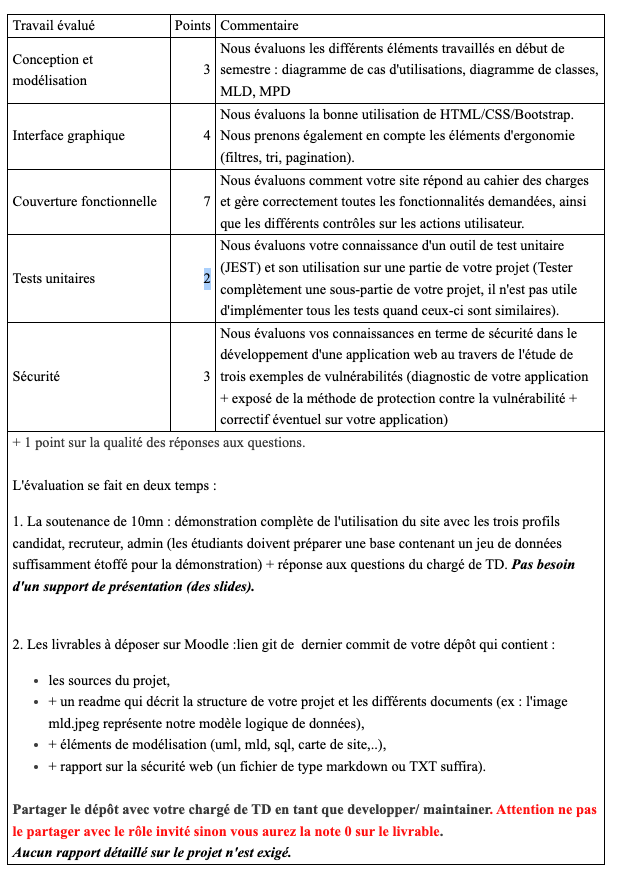 Travail évalué Points Commentaire
Conception et
modélisation
3
Nous évaluons les différents éléments travaillés en début de
semestre : diagramme de cas d'utilisations, diagramme de classes,
MLD, MPD
Interface graphique
4
Nous évaluons la bonne utilisation de HTML/CSS/Bootstrap.
Nous prenons également en compte les éléments d'ergonomie
(filtres, tri, pagination).
Couverture fonctionnelle
7
Nous évaluons comment votre site répond au cahier des charges
et gère correctement toutes les fonctionnalités demandées, ainsi
que les différents contrôles sur les actions utilisateur.
Tests unitaires
2
Nous évaluons votre connaissance d'un outil de test unitaire
(JEST) et son utilisation sur une partie de votre projet (Tester
complètement une sous-partie de votre projet, il n'est pas utile
d'implémenter tous les tests quand ceux-ci sont similaires).
Sécurité
3
Nous évaluons vos connaissances en terme de sécurité dans le
développement d'une application web au travers de l'étude de
trois exemples de vulnérabilités (diagnostic de votre application
+ exposé de la méthode de protection contre la vulnérabilité +
correctif éventuel sur votre application)
+ 1 point sur la qualité des réponses aux questions.
L'évaluation se fait en deux temps :
1. La soutenance de 10mn : démonstration complète de l'utilisation du site avec les trois profils
candidat, recruteur, admin (les étudiants doivent préparer une base contenant un jeu de données
suffisamment étoffé pour la démonstration) + réponse aux questions du chargé de TD. Pas besoin
d'un support de présentation (des slides).
2. Les livrables à déposer sur Moodle :lien git de dernier commit de votre dépôt qui contient :
• les sources du projet,
• + un readme qui décrit la structure de votre projet et les différents documents (ex : l'image
mld.jpeg représente notre modèle logique de données),
• + éléments de modélisation (uml, mld, sql, carte de site,..),
• + rapport sur la sécurité web (un fichier de type markdown ou TXT suffira).
Partager le dépôt avec votre chargé de TD en tant que developper/ maintainer. Attention ne pas
le partager avec le rôle invité sinon vous aurez la note 0 sur le livrable.
Aucun rapport détaillé sur le projet n'est exigé.